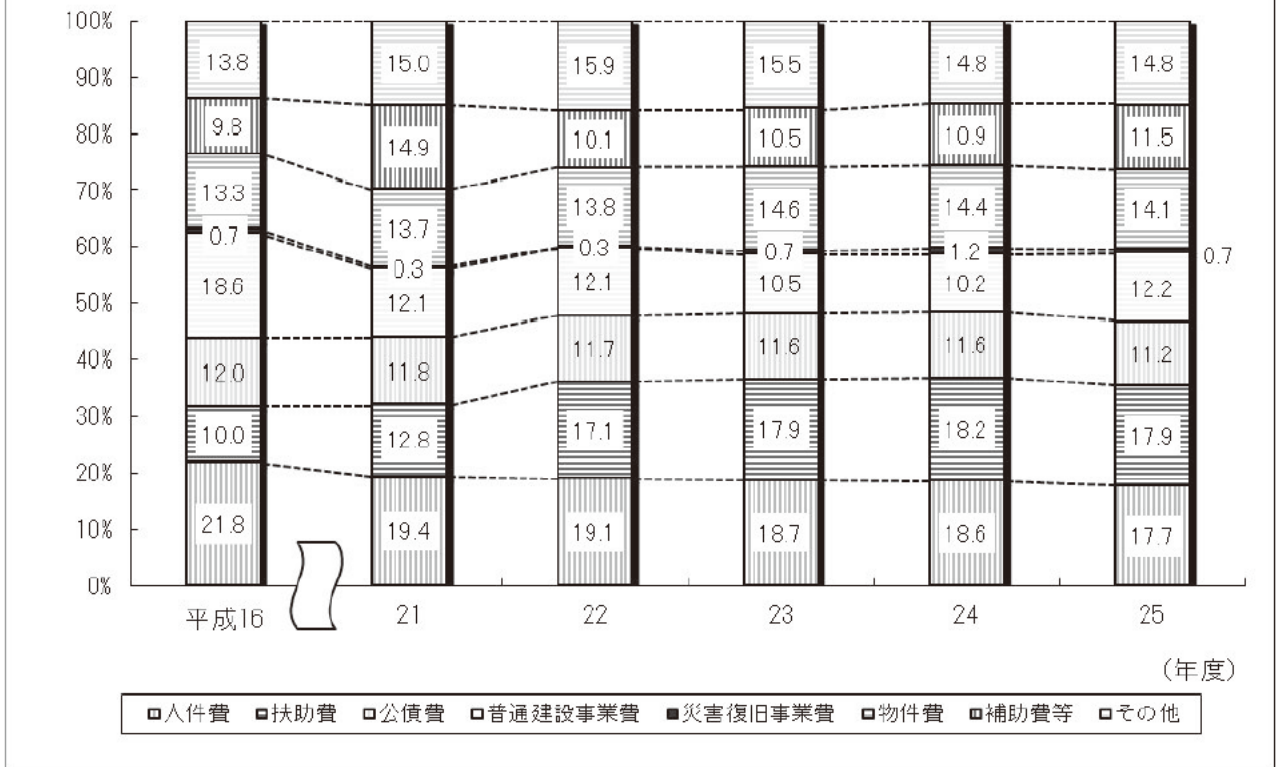 100%
13.8 15.0 15.9 15.5 14.8 14.8
90%
9.8 14.9 10.1 10.5 10.9 11.5
80%
70%
13.3 13.7 13.8 14.6 14.4 14.1
60%
0.7 0.3 0.3 0.7 1.2 0.7
18.6 12.1 12.1 10.5 10.2 12.2
50%
40%
12.0 11.8 11.7 11.6 11.6 11.2
30%
10.0 12.8 17.1 17.9 18.2 17.9
20%
21.8 19.4 19.1 18.7 18.6 17.7
10%
0%
平成16 21 22 23 24 25
(年度)
人件費 扶助費 公債費 普通建設事業費 災害復旧事業費 物件費 補助費等 その他